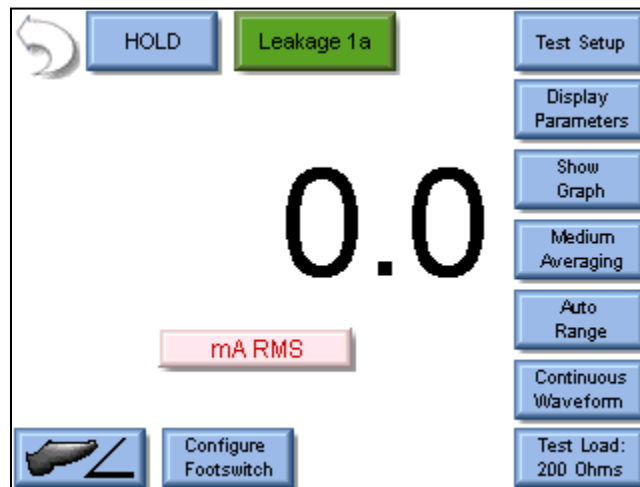 HOLD
Leakage 1a
Test Setup
Display
Parameters
Show
Graph
0.0
Medium
Averaging
Auto
Range
mA RMS
Continuous
Waveform
Configure
Footswitch
Test Load:
200 Ohms